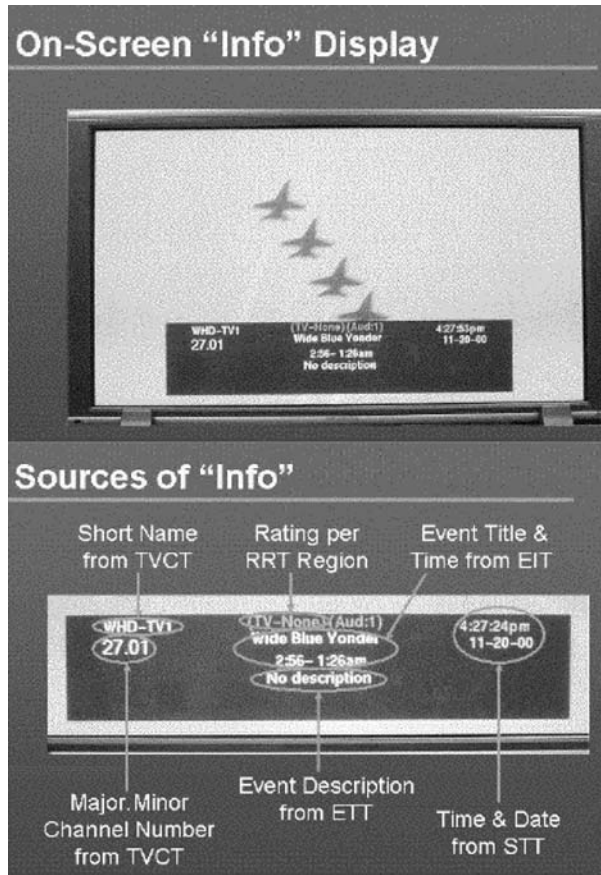 On-Screen “Info” Display
WHD-TV1 (TV-None)(Aud:1) 4:27:53pm
27.01 Wide Blue Yonder 11-20-00
2:56- 1:26am
No description
Sources of “Info”
Short Name Rating per Event Title &
from TVCT RRT Region Time from EIT
WHD-TV1 (TV-None)(Aud:1) 4:27:24pm
27.01 Wide Blue Yonder 11-20-00
2:56- 1:26am
No description
Major.Minor
Channel Number
from TVCT
Event Description
from ETT
Time & Date
from STT